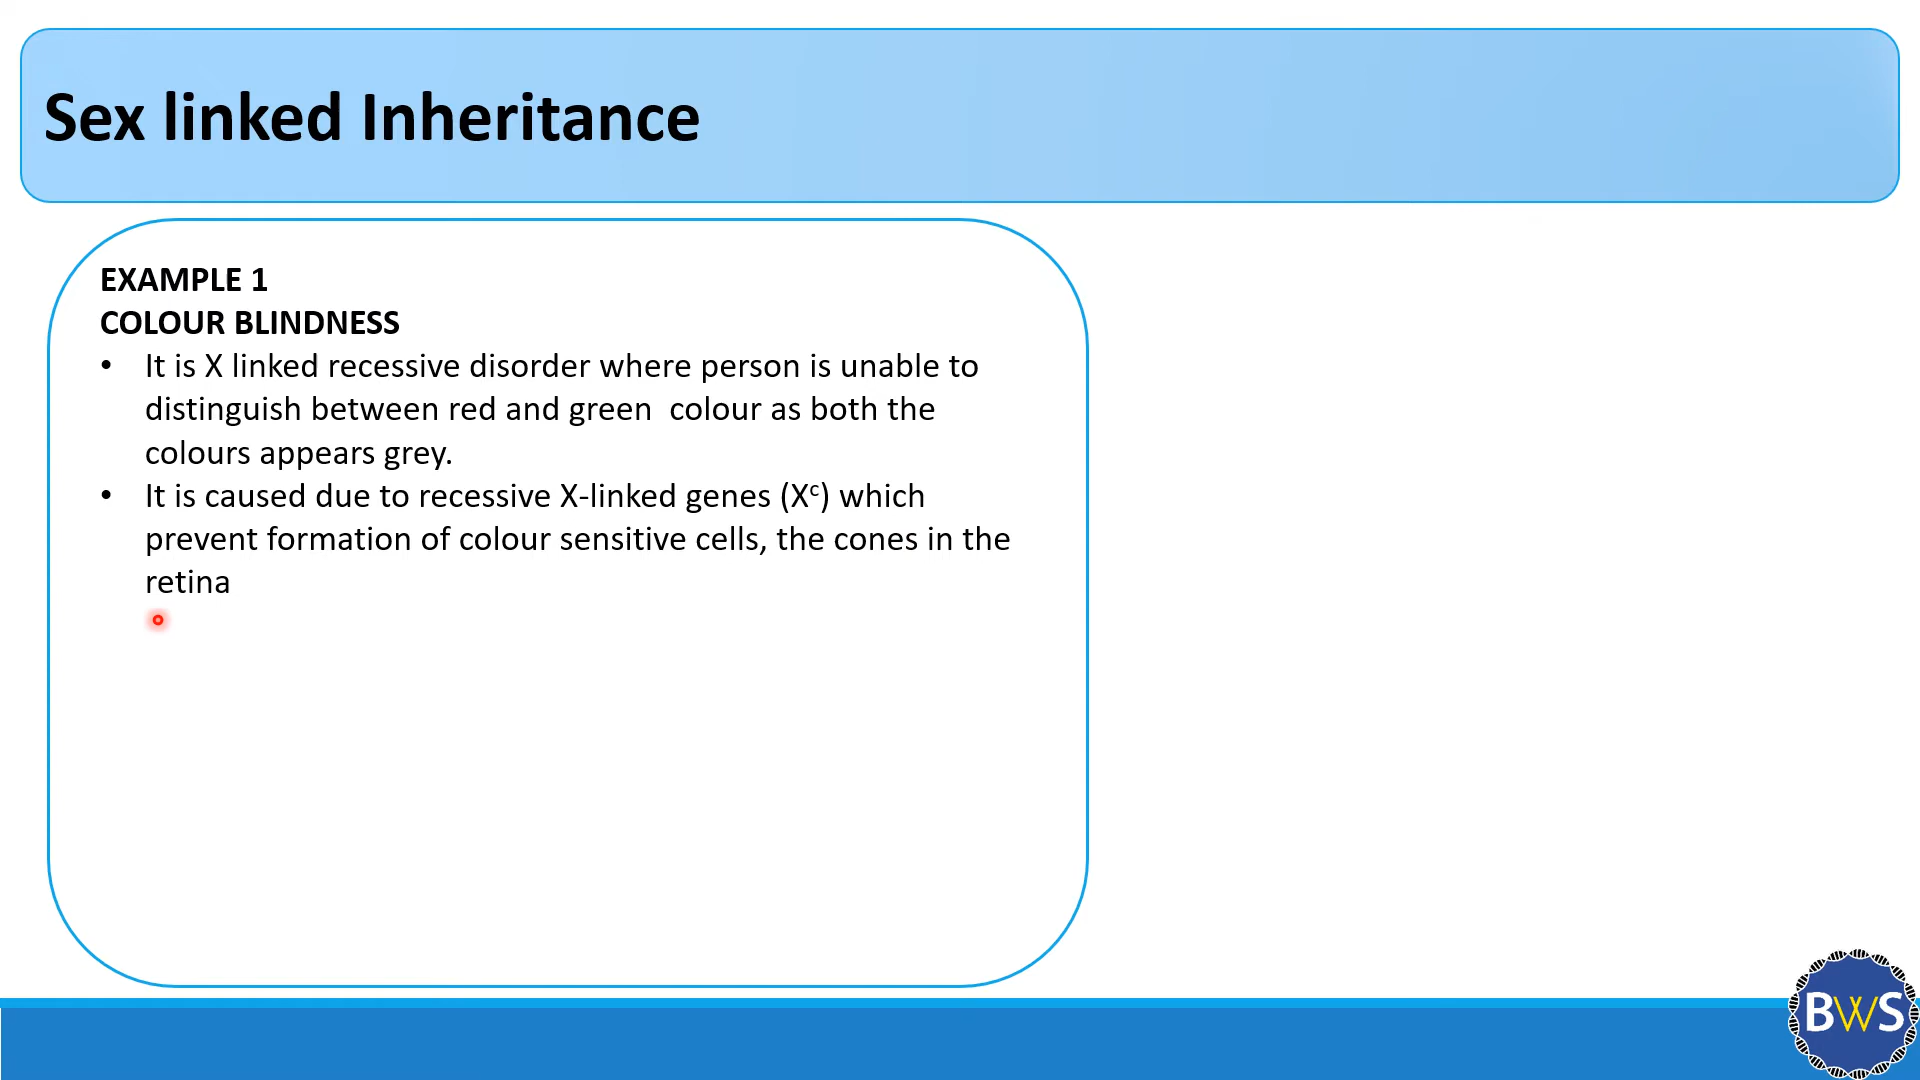 Sex linked Inheritance
EXAMPLE 1
COLOUR BLINDNESS
• It is X linked recessive disorder where person is unable to
distinguish between red and green  colour as both the
colours appears grey.
• It is caused due to recessive X-linked genes (Xᶜ) which
prevent formation of colour sensitive cells, the cones in the
retina
BWS